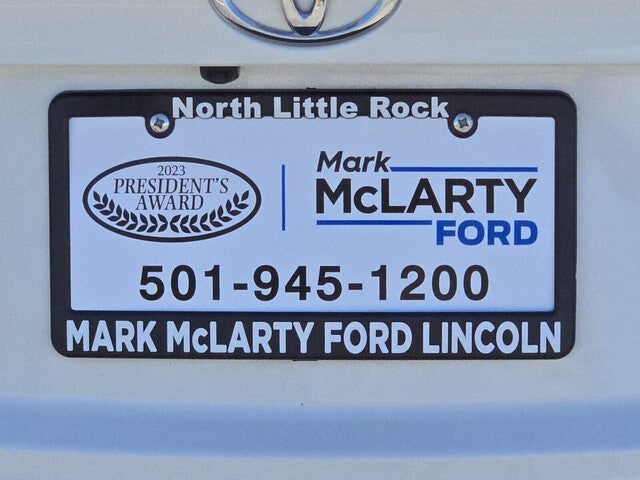 North Little Rock
2023
PRESIDENT'S
AWARD
Mark
McLARTY
FORD
501-945-1200
MARK McLARTY FORD LINCOLN